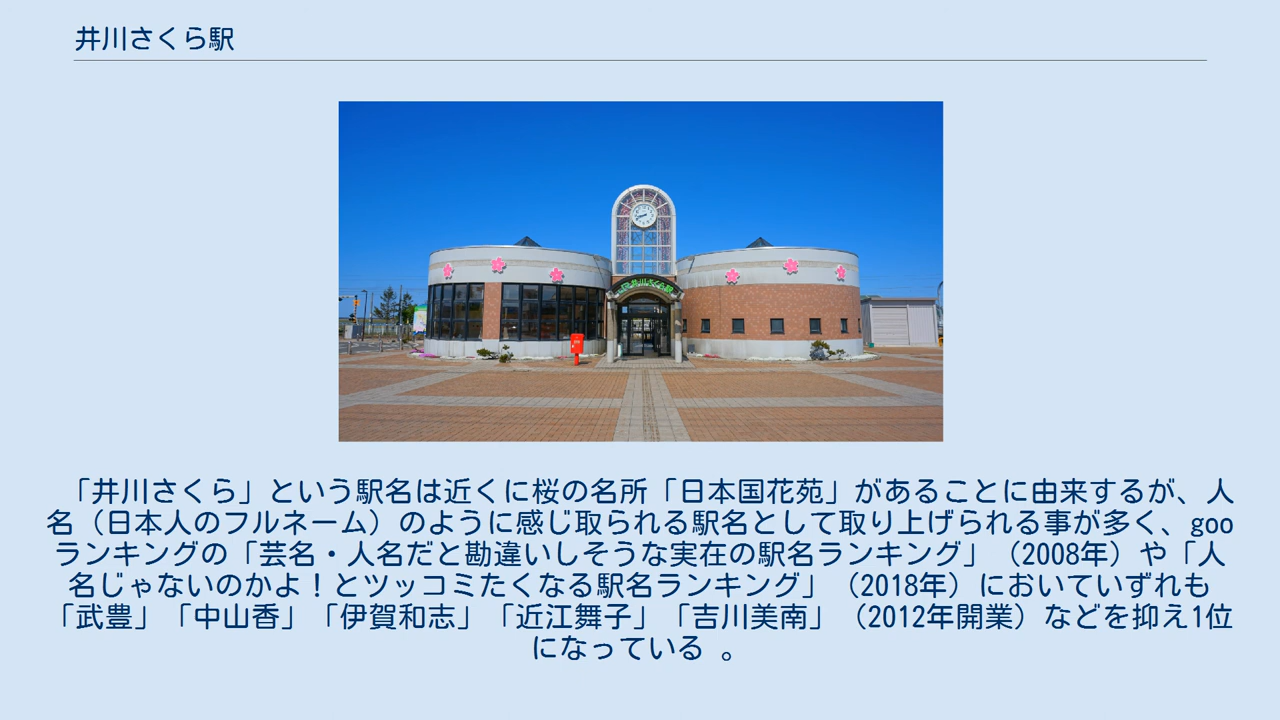 井川さくら駅
JR井川さくら駅
「井川さくら」という駅名は近くに桜の名所「日本国花苑」があることに由来するが、人
名（日本人のフルネーム）のように感じ取られる駅名として取り上げられる事が多く、goo
ランキングの「芸名・人名だと勘違いしそうな実在の駅名ランキング」（2008年）や「人
名じゃないのかよ！とツッコミたくなる駅名ランキング」（2018年）においていずれも
「武豊」「中山香」「伊賀和志」「近江舞子」「吉川美南」（2012年開業）などを抑え1位
になっている 。